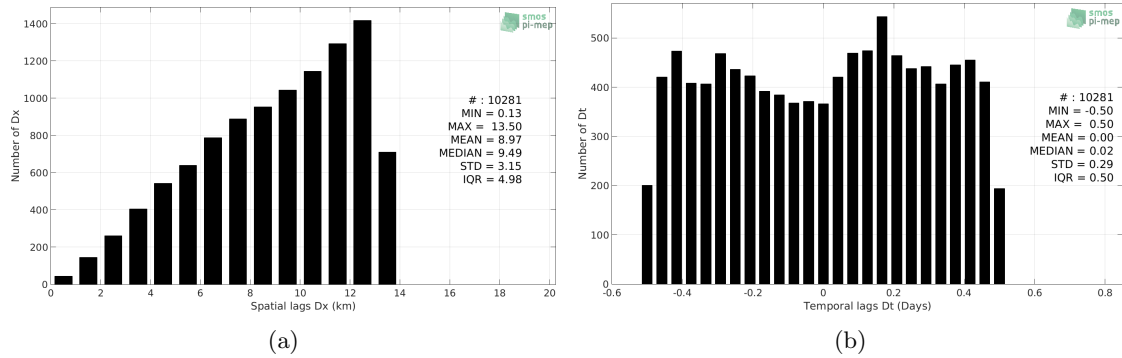 smos
pi-mep
Number of Dx
1400
1200
1000
800
600
400
200
0
# : 10281
MIN = 0.13
MAX = 13.50
MEAN = 8.97
MEDIAN = 9.49
STD = 3.15
IQR = 4.98
0 2 4 6 8 10 12 14 16 18 20
Spatial lags Dx (km)
(a)
smos
pi-mep
Number of Dt
500
400
300
200
100
0
# : 10281
MIN = -0.50
MAX = 0.50
MEAN = 0.00
MEDIAN = 0.02
STD = 0.29
IQR = 0.50
-0.6 -0.4 -0.2 0 0.2 0.4 0.6 0.8
Temporal lags Dt (Days)
(b)